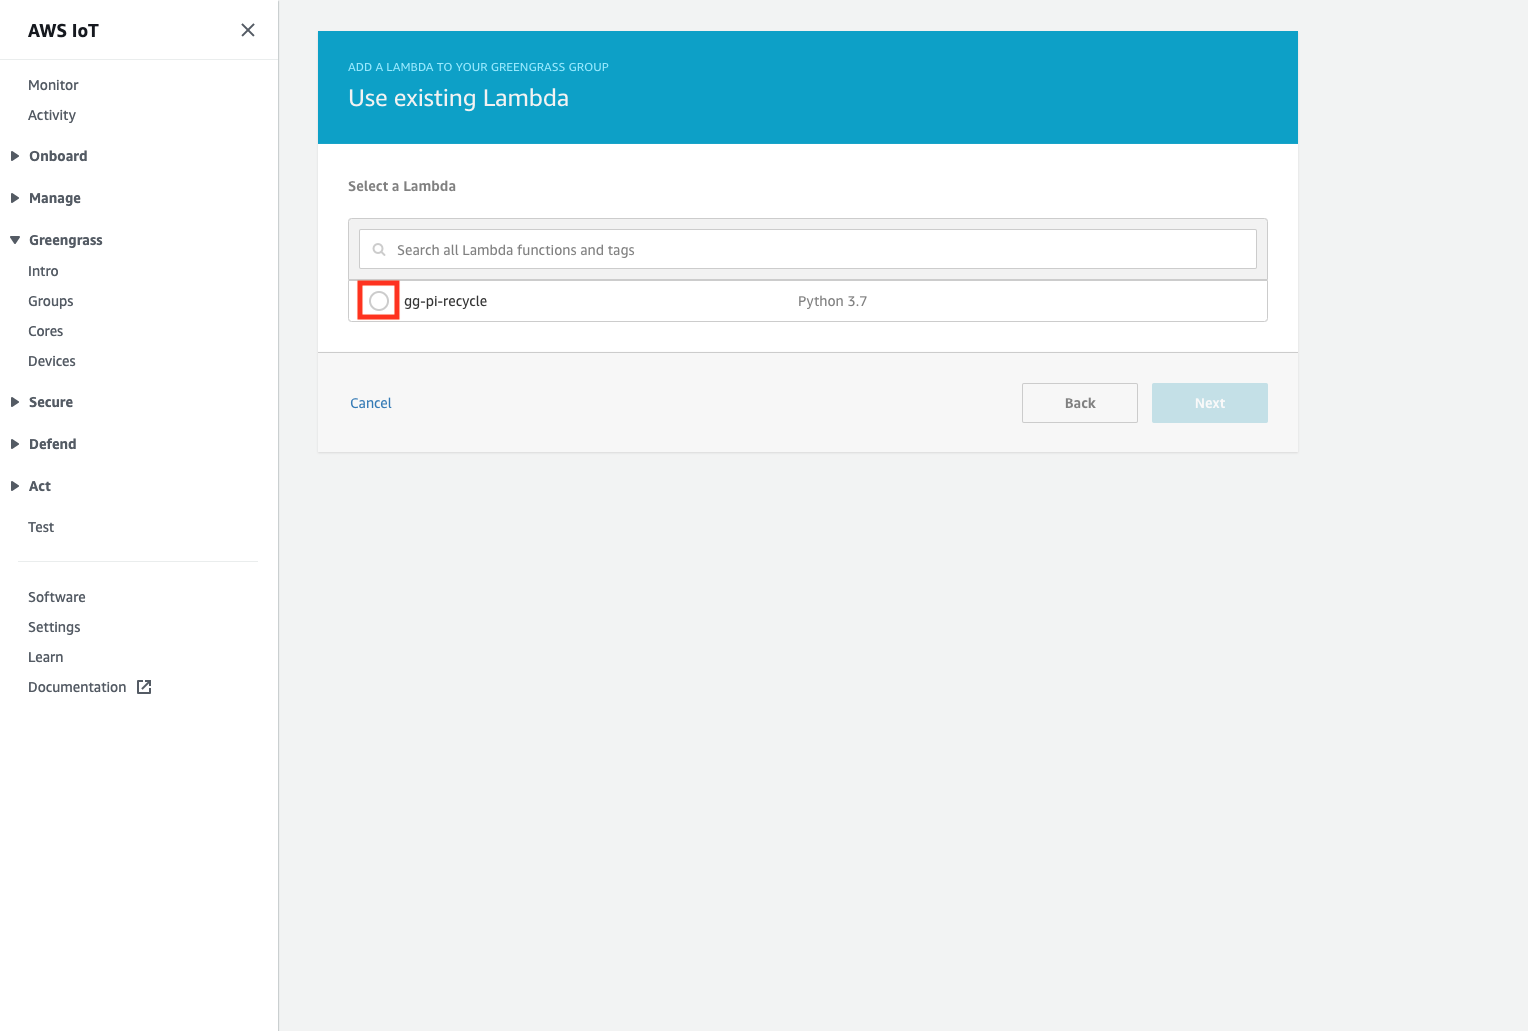 AWS IoT
Monitor
Activity
Onboard
Manage
Greengrass
Intro
Groups
Cores
Devices
Secure
Defend
Act
Test
Software
Settings
Learn
Documentation
ADD A LAMBDA TO YOUR GREENGRASS GROUP
Use existing Lambda
Select a Lambda
Search all Lambda functions and tags
gg-pi-recycle Python 3.7
Cancel Back Next